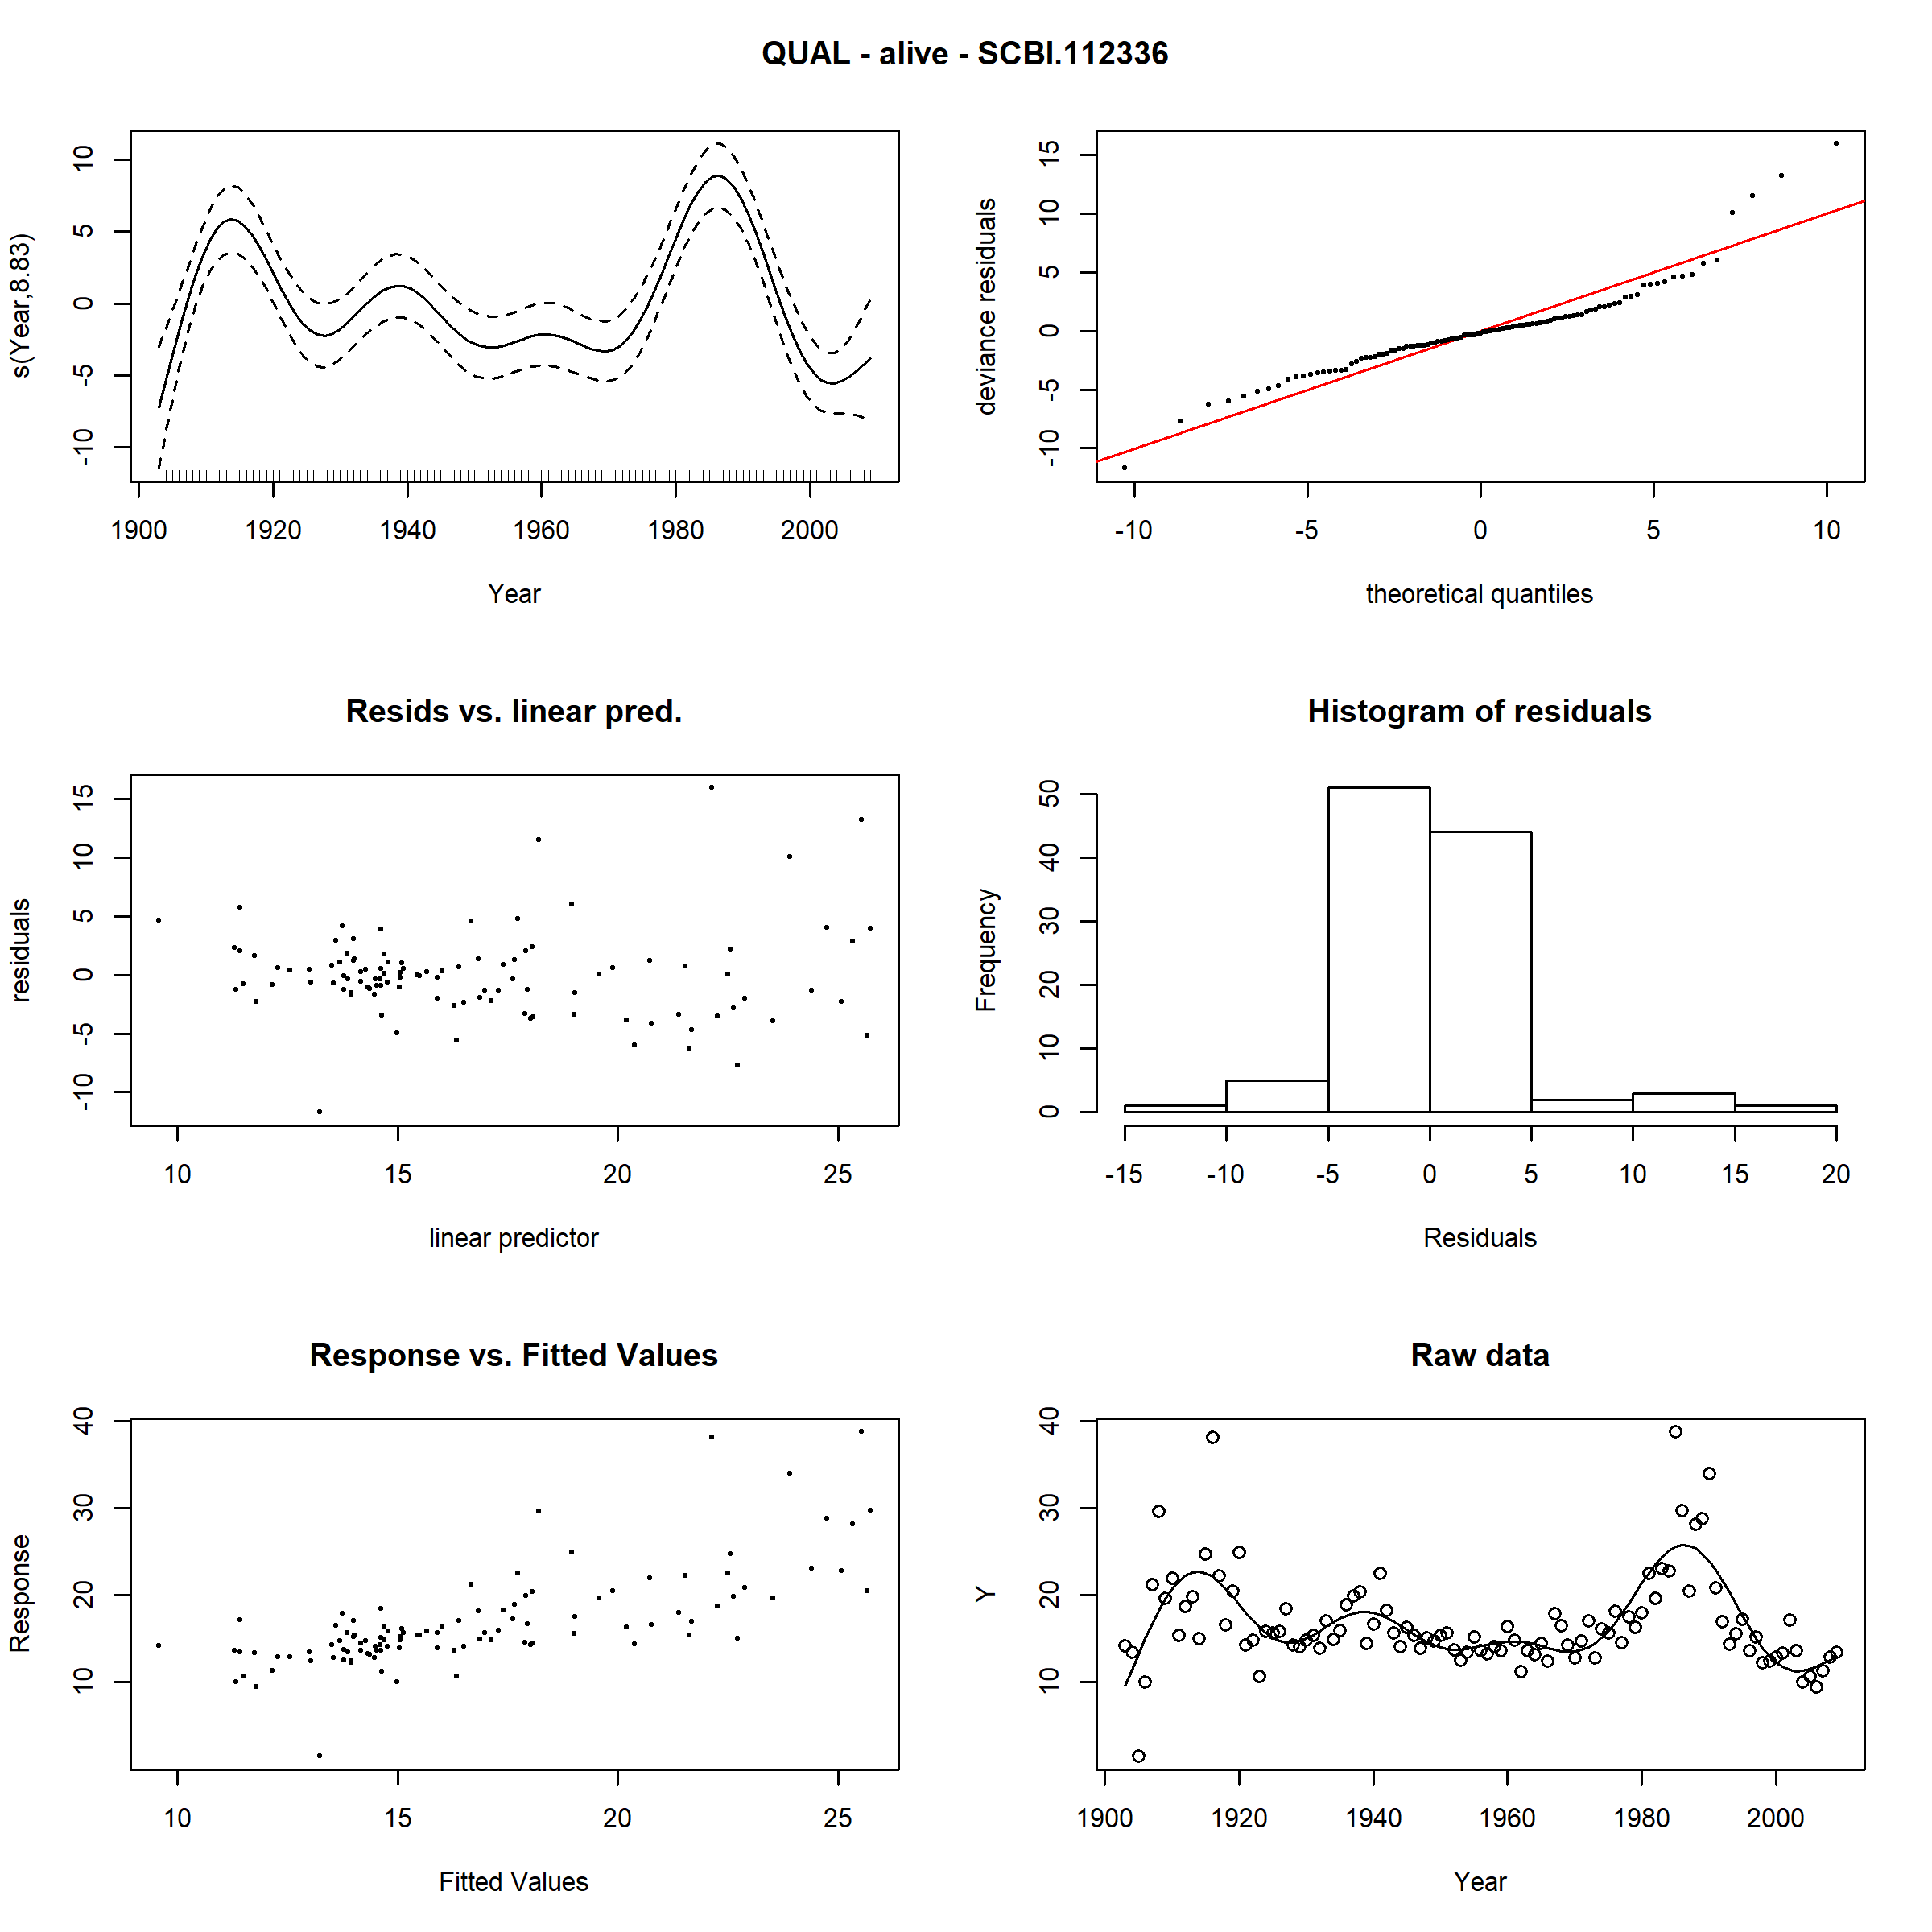 QUAL - alive - SCBI.112336
s(Year,8.83)
-10 -5 0 5 10
1900 1920 1940 1960 1980 2000
Year
deviance residuals
-10 -5 0 5 10 15
-10 -5 0 5 10
theoretical quantiles
Resids vs. linear pred.
residuals
-10 -5 0 5 10 15
10 15 20 25
linear predictor
Histogram of residuals
Frequency
0 10 20 30 40 50
-15 -10 -5 0 5 10 15 20
Residuals
Response vs. Fitted Values
Response
10 20 30 40
10 15 20 25
Fitted Values
Raw data
Y
10 20 30 40
1900 1920 1940 1960 1980 2000
Year